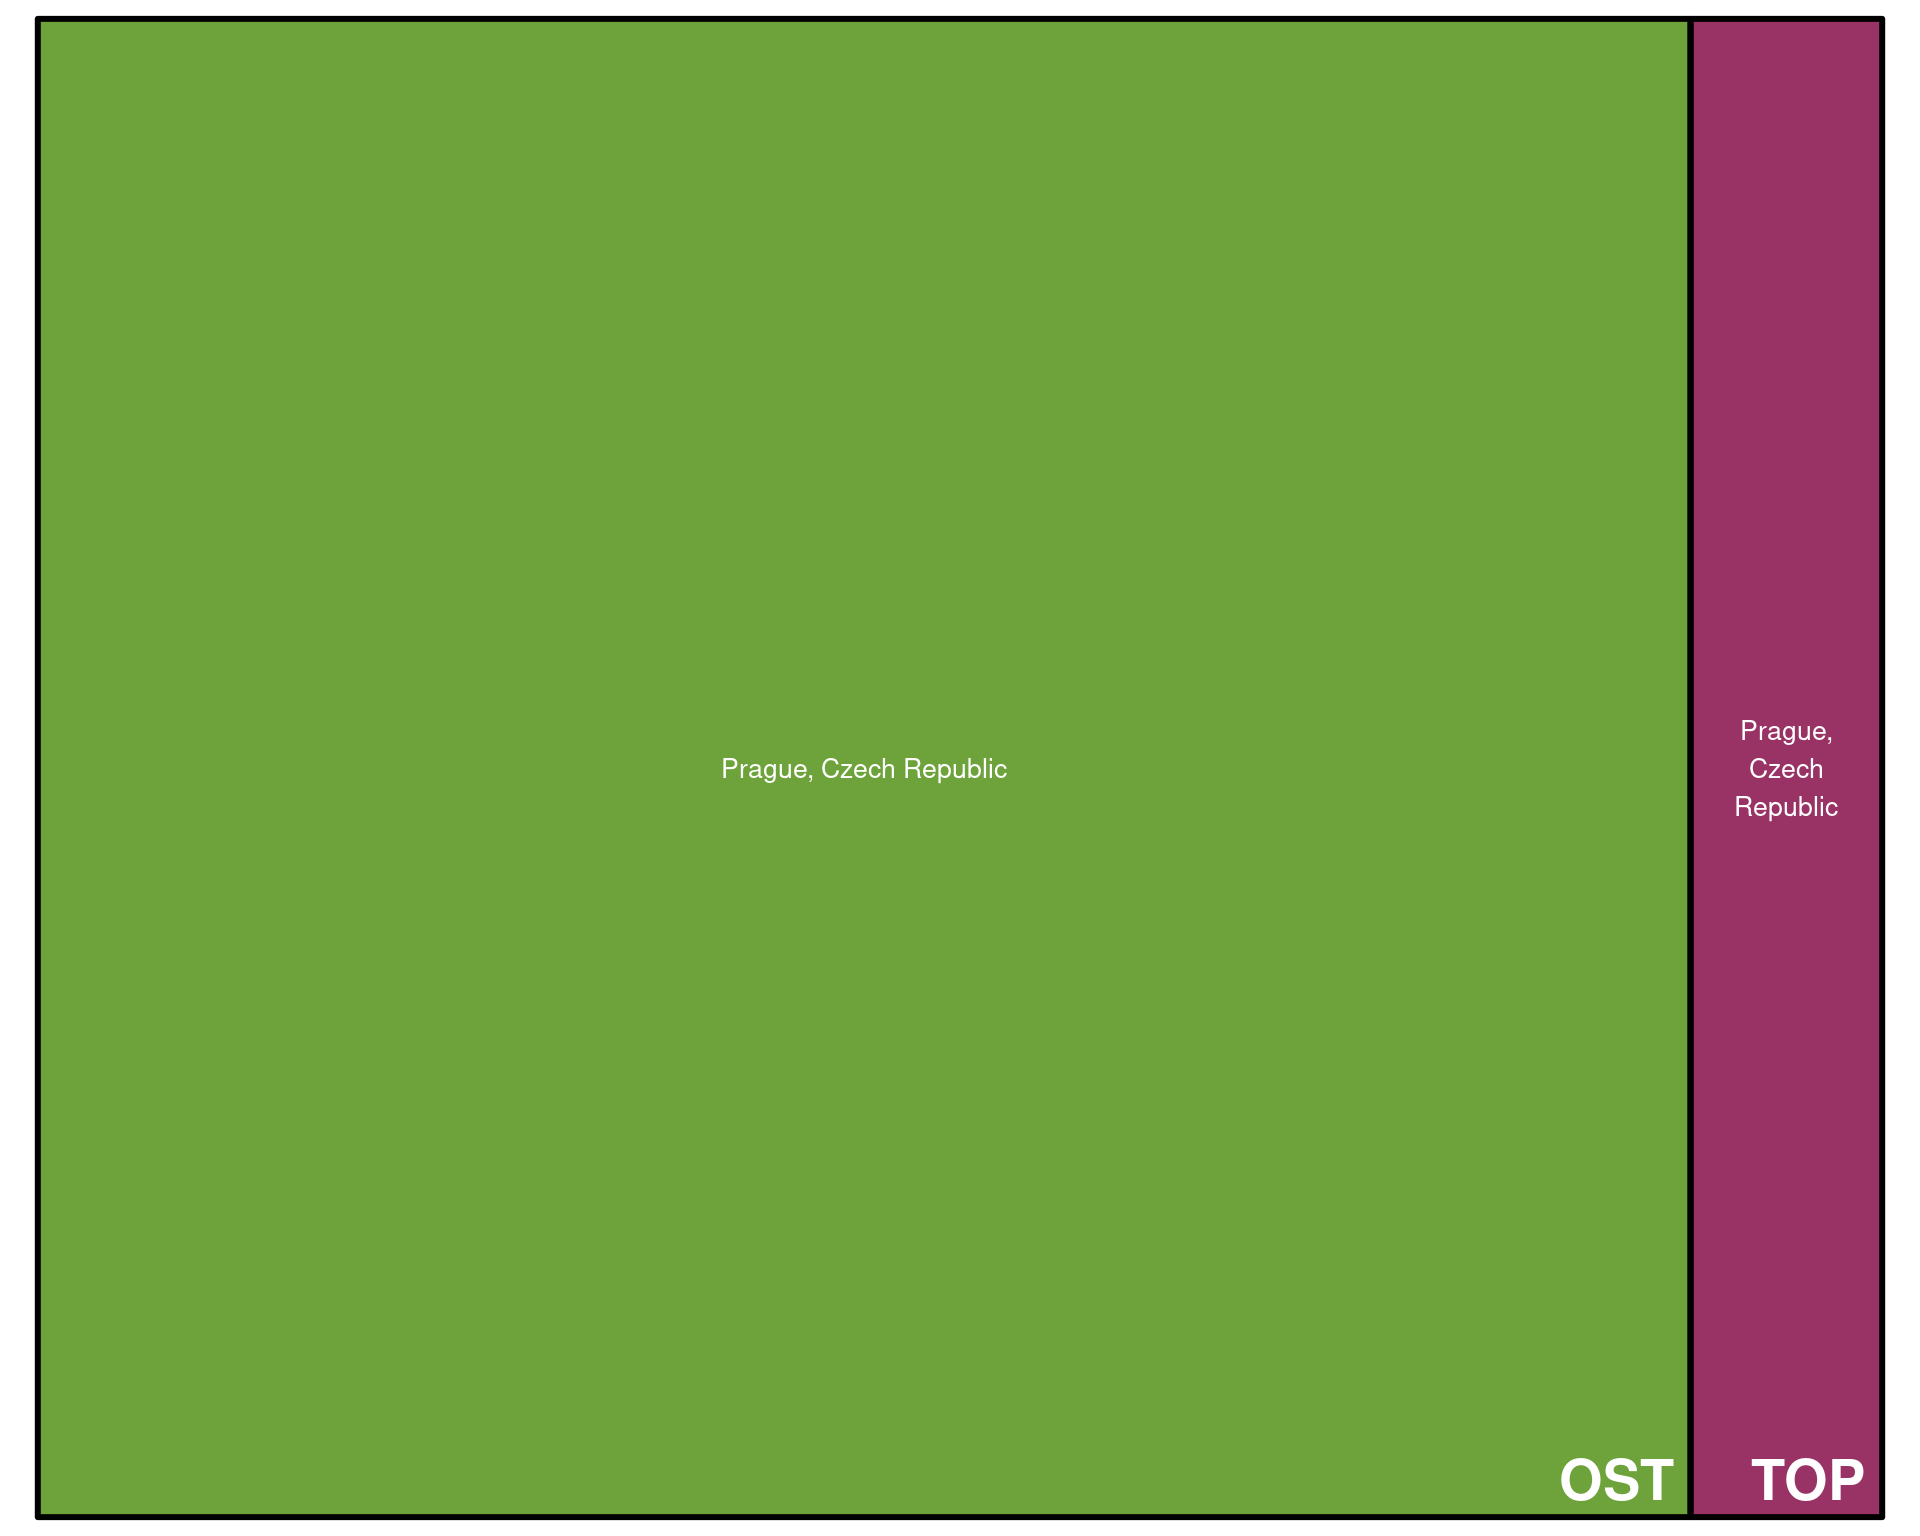 Prague, Czech Republic
OST
Prague,
Czech
Republic
TOP